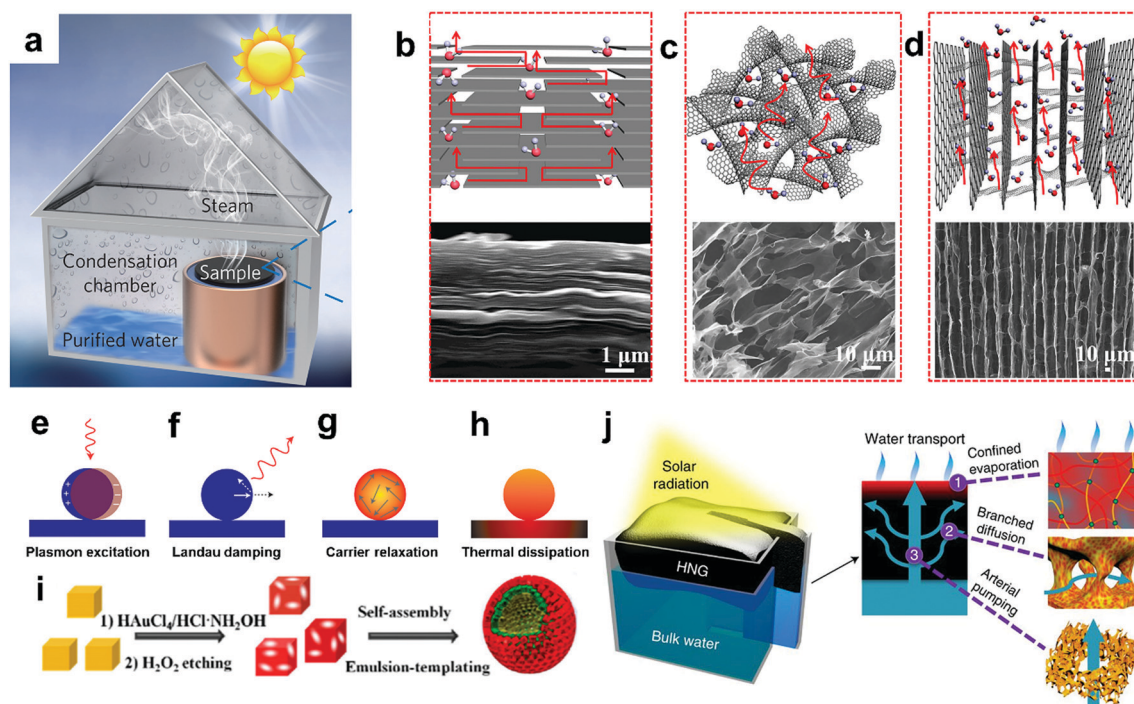 a
Steam
Condensation
chamber
Sample
Purified water
b
1 μm
c
10 μm
d
10 μm
e
Plasmon excitation
f
Landau damping
g
Carrier relaxation
h
Thermal dissipation
i
1) HAuCl₄/HCl·NH₂OH
2) H₂O₂ etching
Self-assembly
Emulsion-templating
j
Solar
radiation
HNG
Bulk water
Water transport
Confined
evaporation
1
Branched
diffusion
2
Arterial
pumping
3